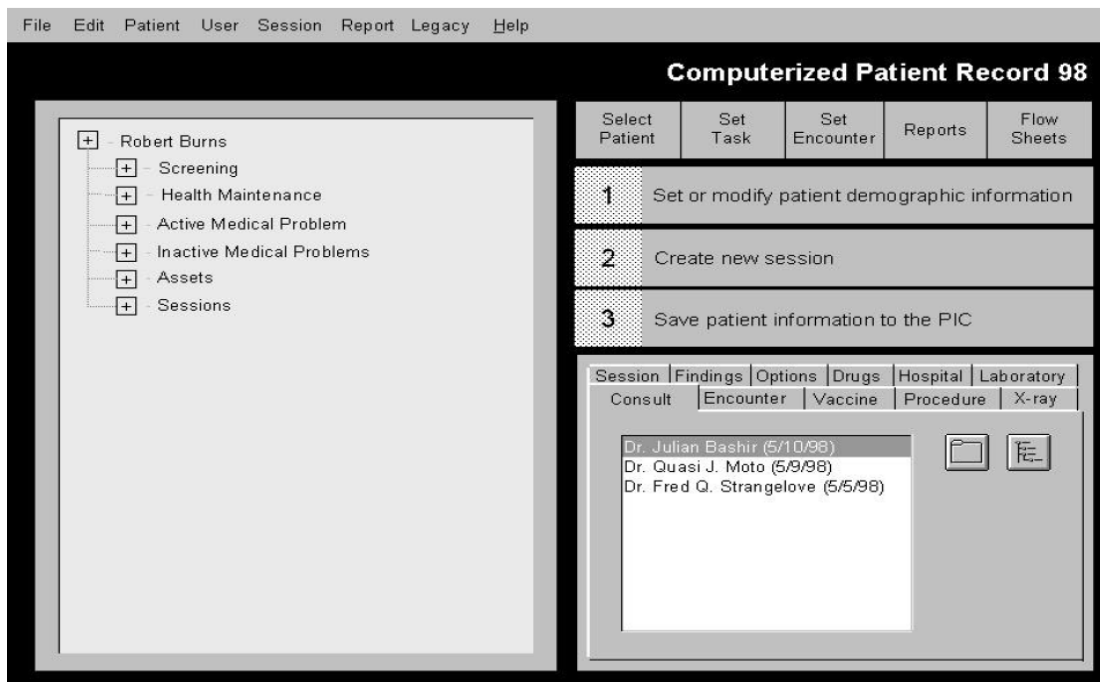 File Edit Patient User Session Report Legacy Help
Computerized Patient Record 98
+ Robert Burns
+ Screening
+ Health Maintenance
+ Active Medical Problem
+ Inactive Medical Problems
+ Assets
+ Sessions
Select Patient
Set Task
Set Encounter
Reports
Flow Sheets
1 Set or modify patient demographic information
2 Create new session
3 Save patient information to the PIC
Session Findings Options Drugs Hospital Laboratory
Consult Encounter Vaccine Procedure X-ray
Dr. Julian Bashir (5/10/98)
Dr. Quasi J. Moto (5/9/98)
Dr. Fred Q. Strangelove (5/5/98)